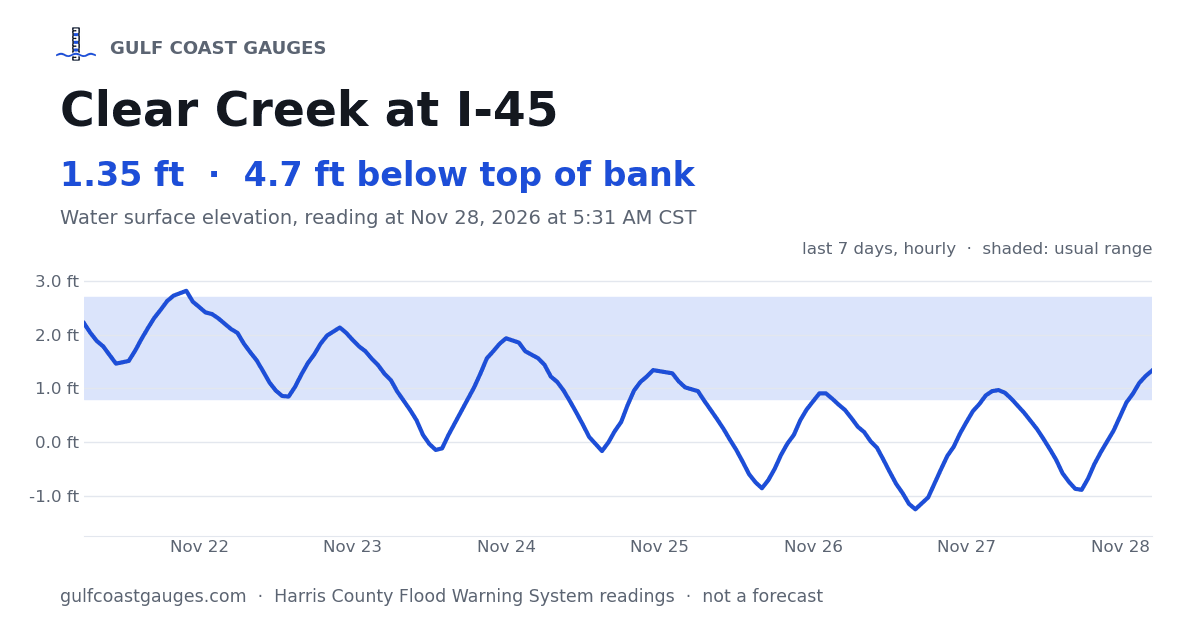 GULF COAST GAUGES
Clear Creek at I-45
1.35 ft · 4.7 ft below top of bank
Water surface elevation, reading at Nov 28, 2026 at 5:31 AM CST
last 7 days, hourly · shaded: usual range
3.0 ft
2.0 ft
1.0 ft
0.0 ft
-1.0 ft
Nov 22 Nov 23 Nov 24 Nov 25 Nov 26 Nov 27 Nov 28
gulfcoastgauges.com · Harris County Flood Warning System readings · not a forecast